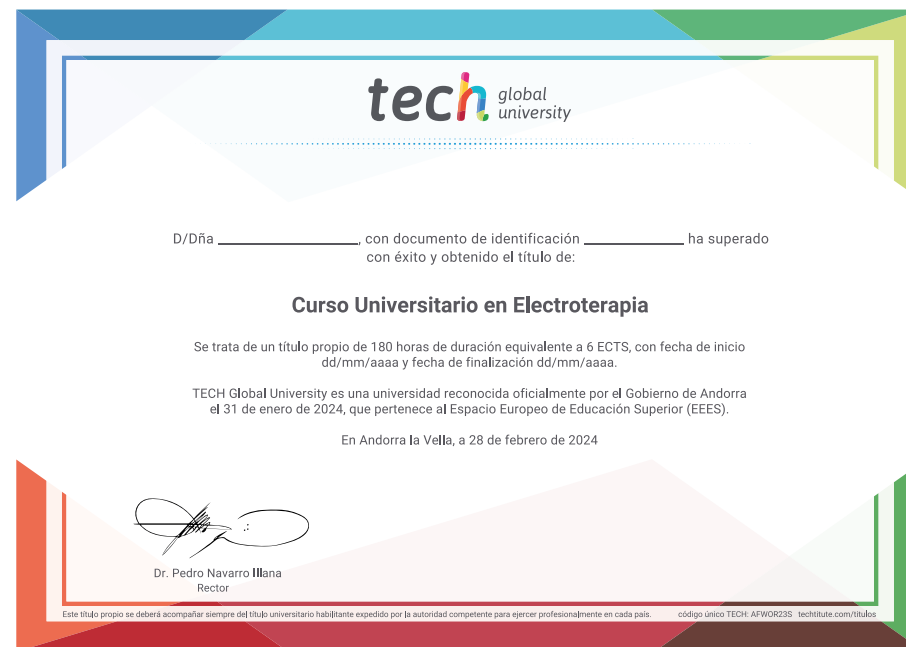 tech global university
D/Dña ____________________, con documento de identificación ______________ ha superado
con éxito y obtenido el título de:
Curso Universitario en Electroterapia
Se trata de un título propio de 180 horas de duración equivalente a 6 ECTS, con fecha de inicio
dd/mm/aaaa y fecha de finalización dd/mm/aaaa.
TECH Global University es una universidad reconocida oficialmente por el Gobierno de Andorra
el 31 de enero de 2024, que pertenece al Espacio Europeo de Educación Superior (EEES).
En Andorra la Vella, a 28 de febrero de 2024
Dr. Pedro Navarro Illana
Rector
Este título propio se deberá acompañar siempre del título universitario habilitante expedido por la autoridad competente para ejercer profesionalmente en cada país. código único TECH: AFWOR23S techtitute.com/titulos